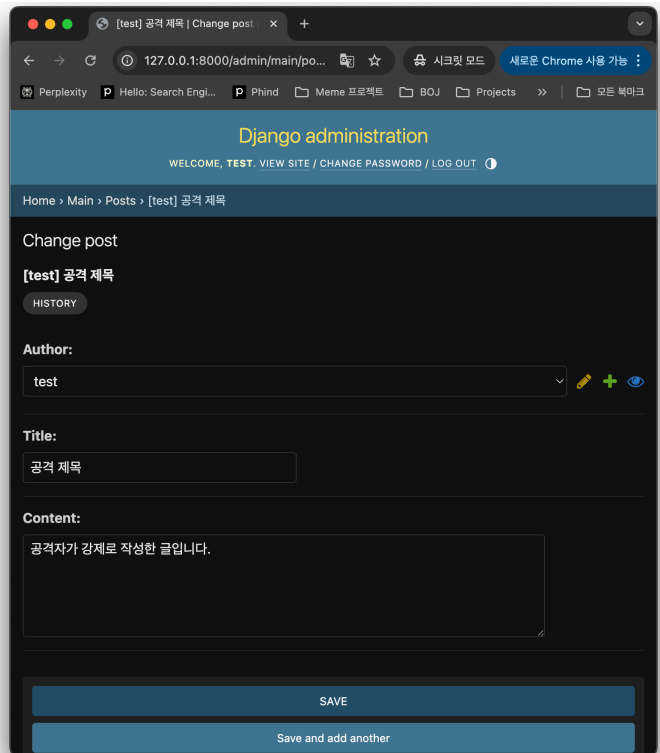 [test] 공격 제목 | Change post |
127.0.0.1:8000/admin/main/po...
시크릿 모드
새로운 Chrome 사용 가능
Perplexity
Hello: Search Engi...
Phind
Meme 프로젝트
BOJ
Projects
모든 북마크
Django administration
WELCOME, TEST. VIEW SITE / CHANGE PASSWORD / LOG OUT
Home › Main › Posts › [test] 공격 제목
Change post
[test] 공격 제목
HISTORY
Author:
test
Title:
공격 제목
Content:
공격자가 강제로 작성한 글입니다.
SAVE
Save and add another